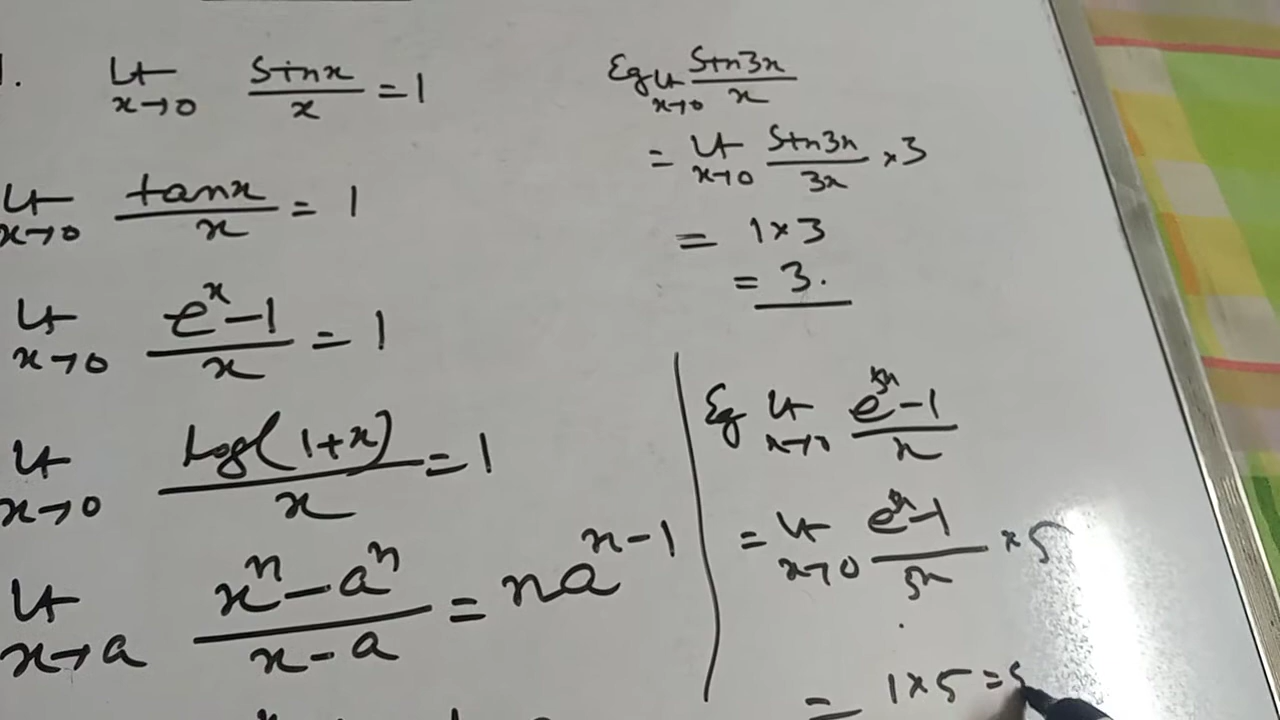 1. Lt x→0 sinx/x = 1
Lt x→0 tanx/x = 1
Lt x→0 e^x-1/x = 1
Lt x→0 log(1+x)/x = 1
Lt x→a x^n-a^n/x-a = na^n-1
Eg Lt x→0 Sin3x/x
= Lt x→0 Sin3x/3x ×3
= 1×3
= 3.
Eg Lt x→0 e^5x-1/x
= Lt x→0 e^5x-1/5x ×5
= 1×5=5